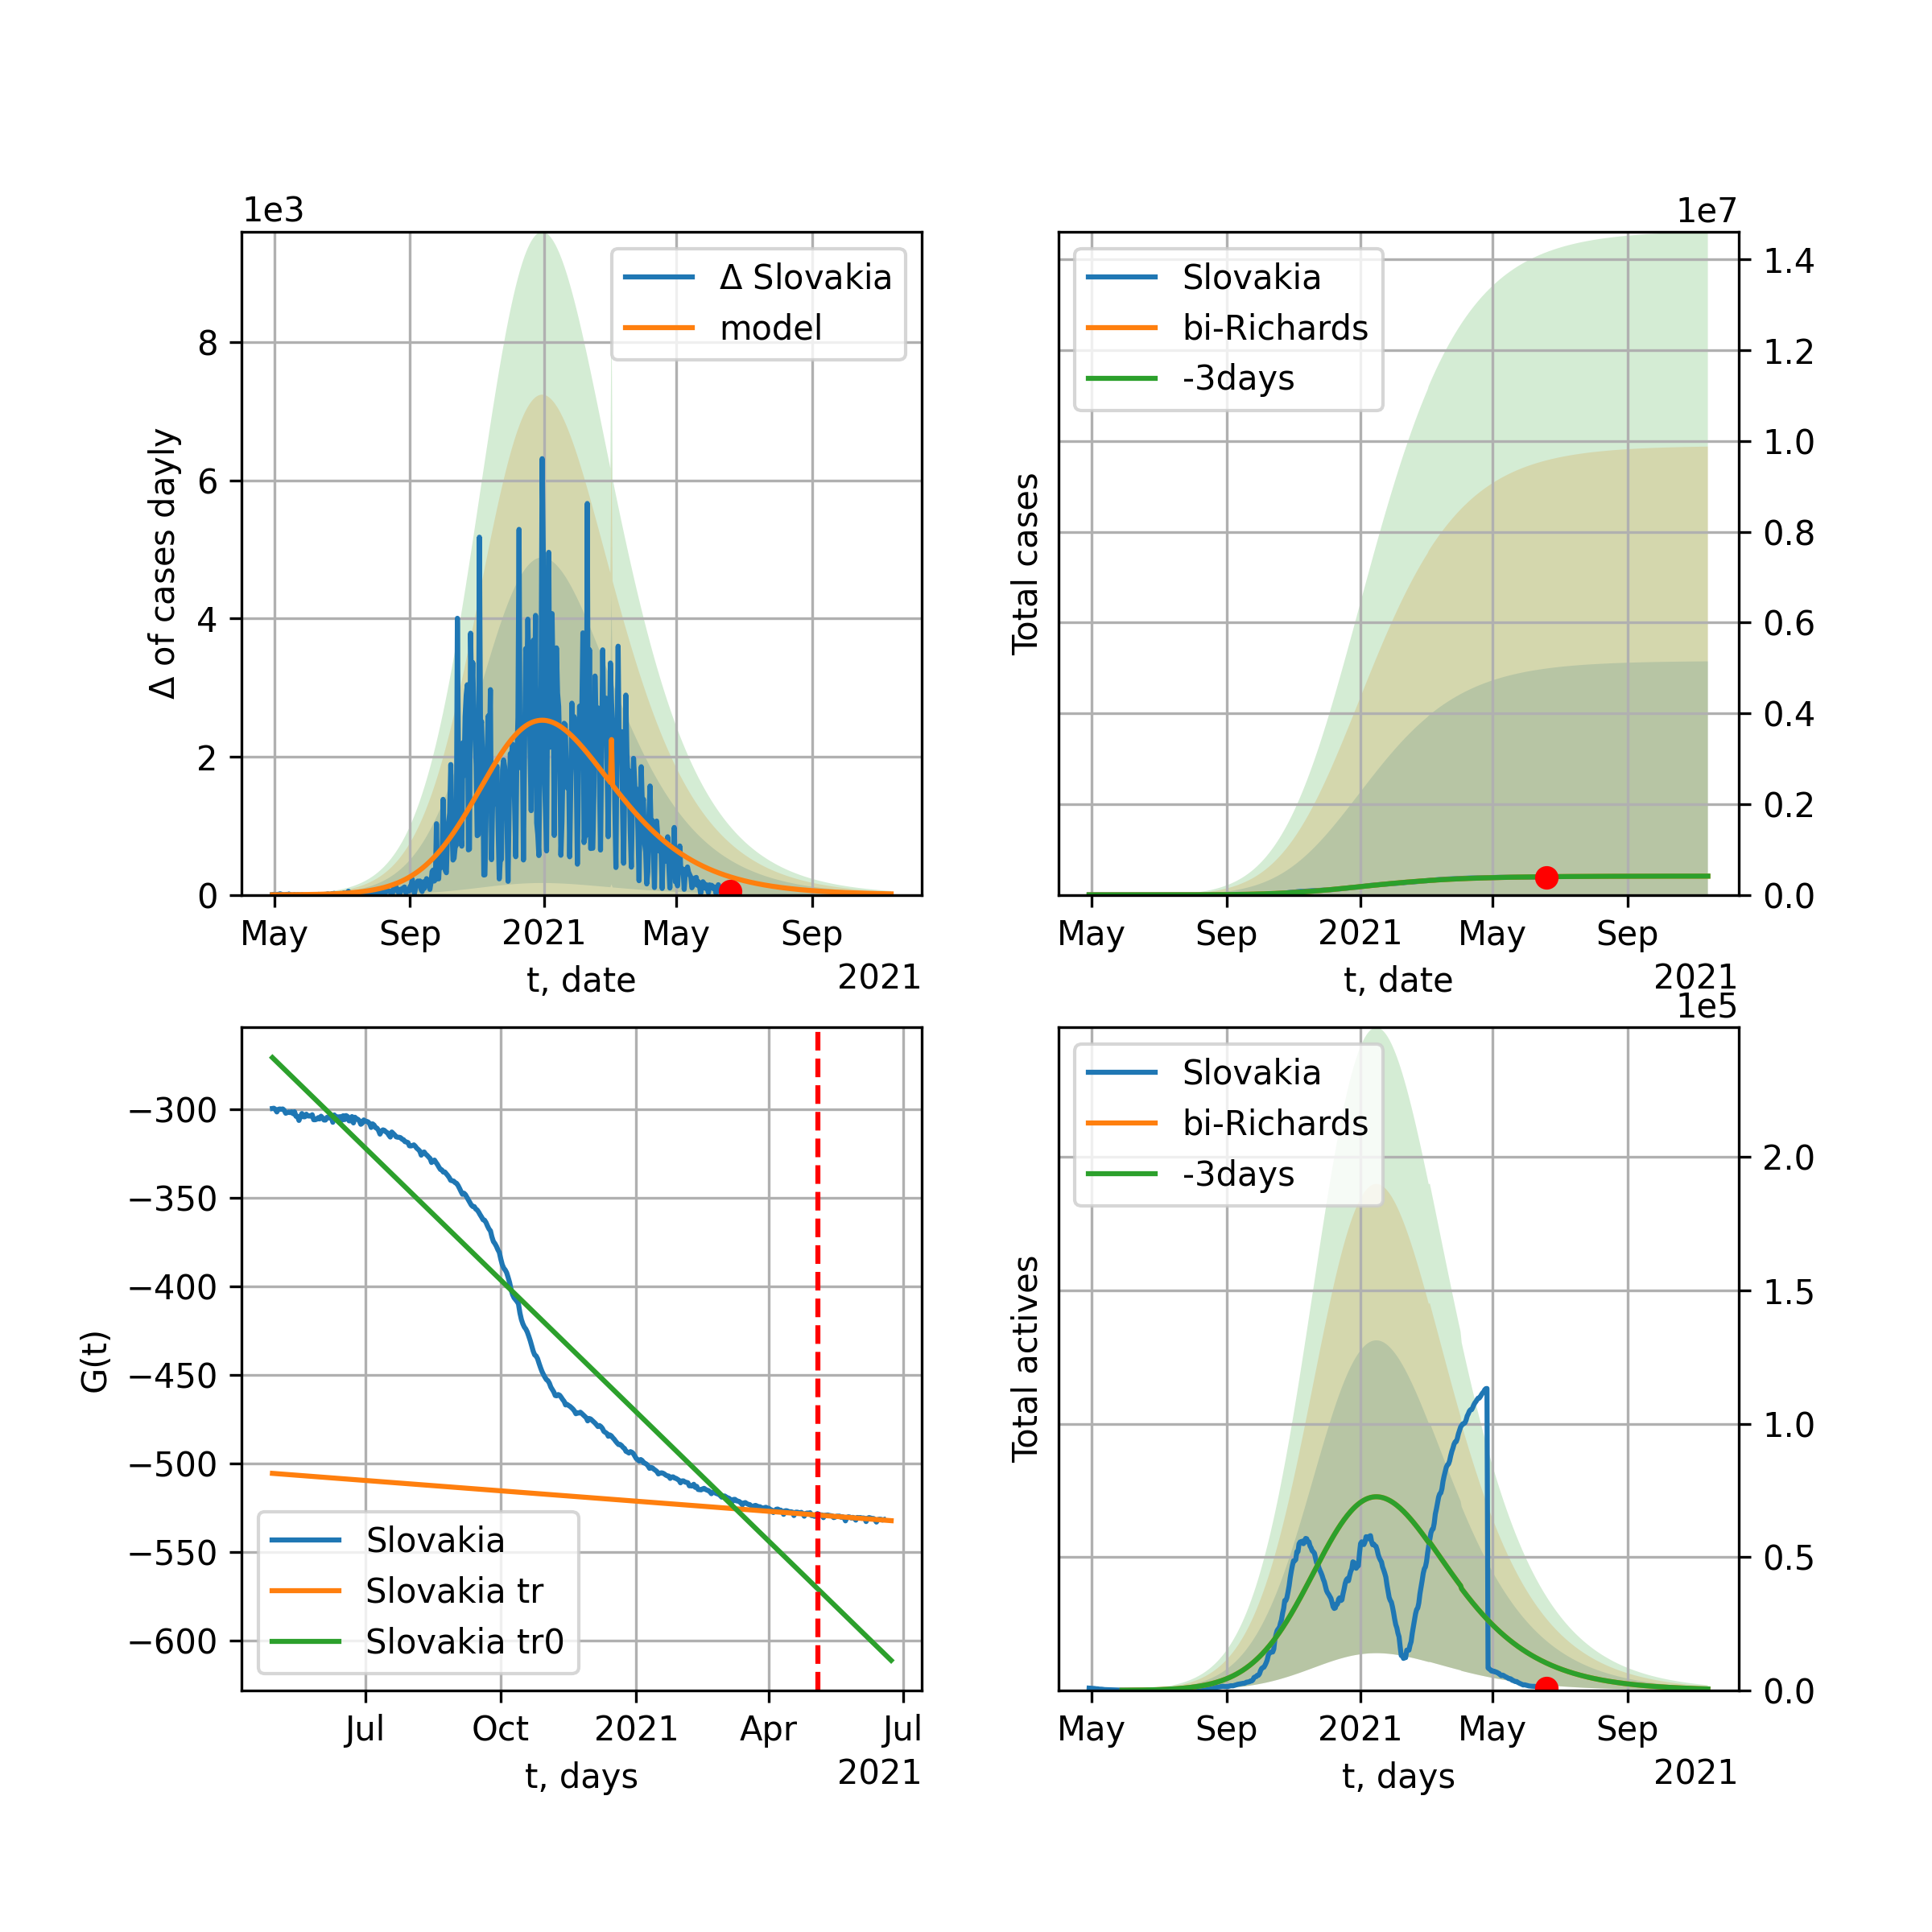 1e3
Δ of cases dayly
8
6
4
2
0
Δ Slovakia
model
May Sep 2021 May Sep
t, date
2021
1e7
Total cases
Slovakia
bi-Richards
-3days
1.4
1.2
1.0
0.8
0.6
0.4
0.2
0.0
May Sep 2021 May Sep
t, date
2021
G(t)
−300
−350
−400
−450
−500
−550
−600
Slovakia
Slovakia tr
Slovakia tr0
Jul Oct 2021 Apr Jul
t, days
2021
1e5
Total actives
Slovakia
bi-Richards
-3days
2.0
1.5
1.0
0.5
0.0
May Sep 2021 May Sep
t, days
2021